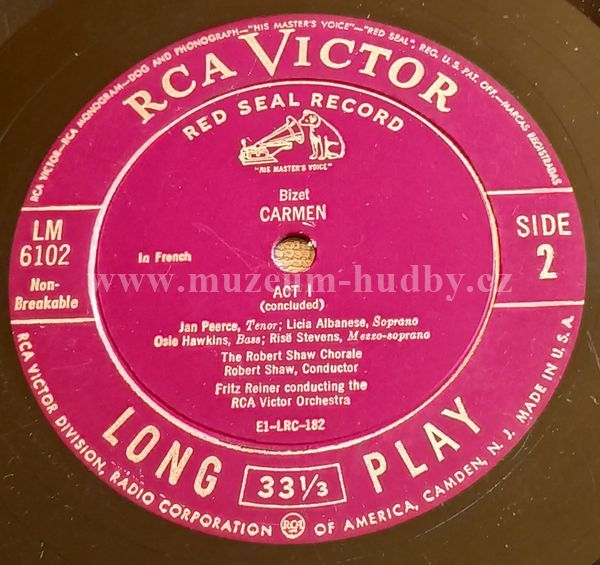 RCA VICTOR—RCA MONOGRAM—DOG AND PHONOGRAPH—"HIS MASTER'S VOICE"—"RED SEAL", REG. U.S. PAT. OFF.—MARCAS REGISTRADAS
RCA VICTOR
RED SEAL RECORD
"HIS MASTER'S VOICE"
Bizet
CARMEN
LM
6102
Non-
Breakable
SIDE
2
In French
www.muzeum-hudby.cz
ACT I
(concluded)
Jan Peerce, Tenor; Licia Albanese, Soprano
Osie Hawkins, Bass; Risë Stevens, Mezzo-soprano
The Robert Shaw Chorale
Robert Shaw, Conductor
Fritz Reiner conducting the
RCA Victor Orchestra
E1-LRC-182
LONG 33⅓ PLAY
RCA VICTOR DIVISION, RADIO CORPORATION RCA OF AMERICA, CAMDEN, N. J. MADE IN U.S.A.